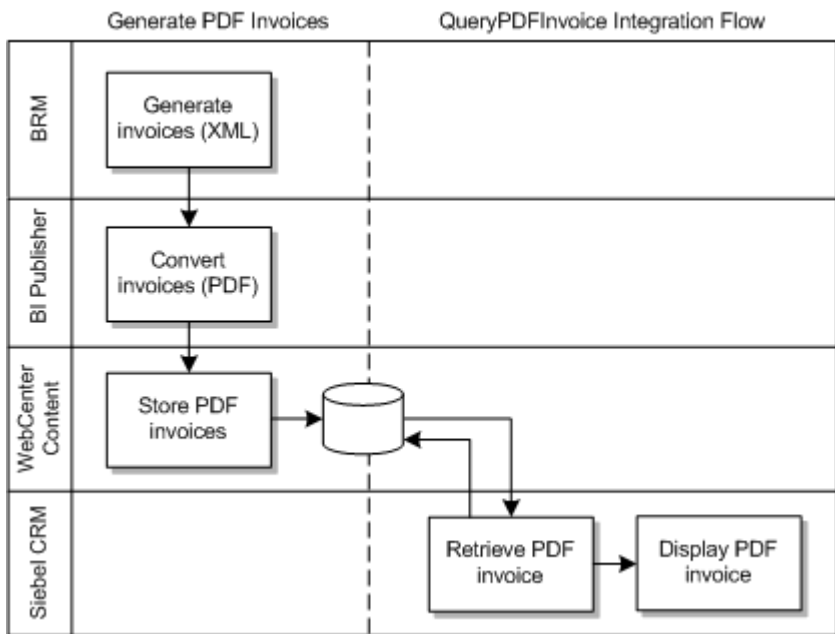 Generate PDF Invoices
QueryPDFInvoice Integration Flow
BRM
Generate
invoices (XML)
BI Publisher
Convert
invoices (PDF)
WebCenter
Content
Store PDF
invoices
Siebel CRM
Retrieve PDF
invoice
Display PDF
invoice